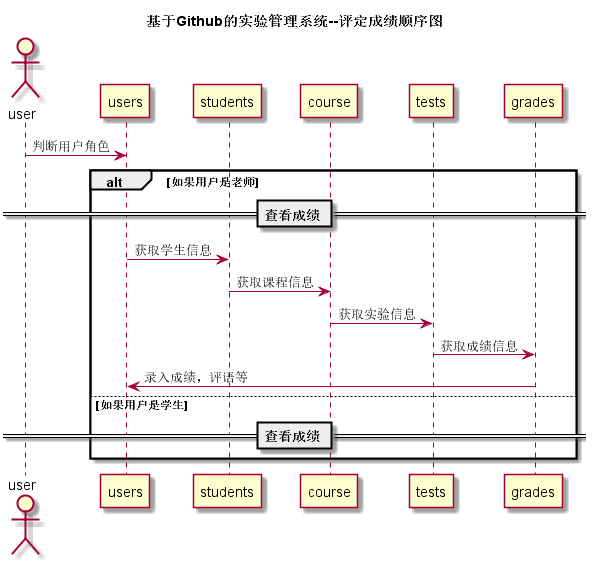 基于Github的实验管理系统--评定成绩顺序图
user
users
students
course
tests
grades
判断用户角色
alt
[如果用户是老师]
查看成绩
获取学生信息
获取课程信息
获取实验信息
获取成绩信息
录入成绩，评语等
[如果用户是学生]
查看成绩
user
users
students
course
tests
grades